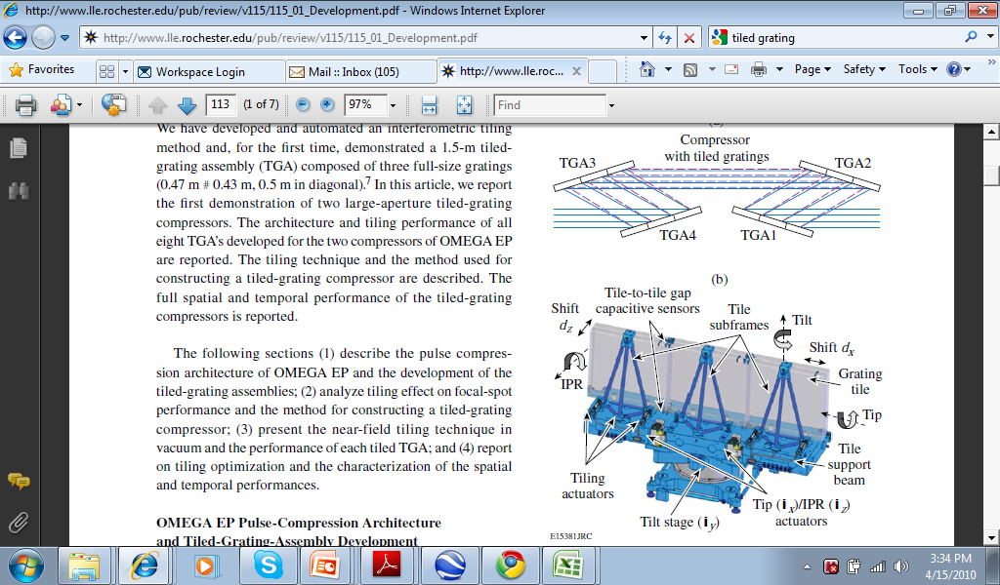 http://www.lle.rochester.edu/pub/review/v115/115_01_Development.pdf - Windows Internet Explorer
http://www.lle.rochester.edu/pub/review/v115/115_01_Development.pdf
tiled grating
Favorites
Workspace Login
Mail :: Inbox (105)
http://www.lle.roc...
Page
Safety
Tools
»
113
(1 of 7)
97%
Find
We have developed and automated an interferometric tiling
method and, for the first time, demonstrated a 1.5-m tiled-
grating assembly (TGA) composed of three full-size gratings
(0.47 m # 0.43 m, 0.5 m in diagonal).7 In this article, we report
the first demonstration of two large-aperture tiled-grating
compressors. The architecture and tiling performance of all
eight TGA's developed for the two compressors of OMEGA EP
are reported. The tiling technique and the method used for
constructing a tiled-grating compressor are described. The
full spatial and temporal performance of the tiled-grating
compressors is reported.
The following sections (1) describe the pulse compres-
sion architecture of OMEGA EP and the development of the
tiled-grating assemblies; (2) analyze tiling effect on focal-spot
performance and the method for constructing a tiled-grating
compressor; (3) present the near-field tiling technique in
vacuum and the performance of each tiled TGA; and (4) report
on tiling optimization and the characterization of the spatial
and temporal performances.
OMEGA EP Pulse-Compression Architecture
and Tiled-Grating-Assembly Development
Compressor
with tiled gratings
TGA3
TGA2
TGA4
TGA1
(b)
Tile-to-tile gap
capacitive sensors
Shift
dz
Tile
subframes
Tilt
Shift dx
Grating
tile
IPR
Tip
Tile
support
beam
Tiling
actuators
Tip (i x)/IPR (i z)
actuators
Tilt stage (i y)
E15381JRC
3:34 PM
4/15/2010